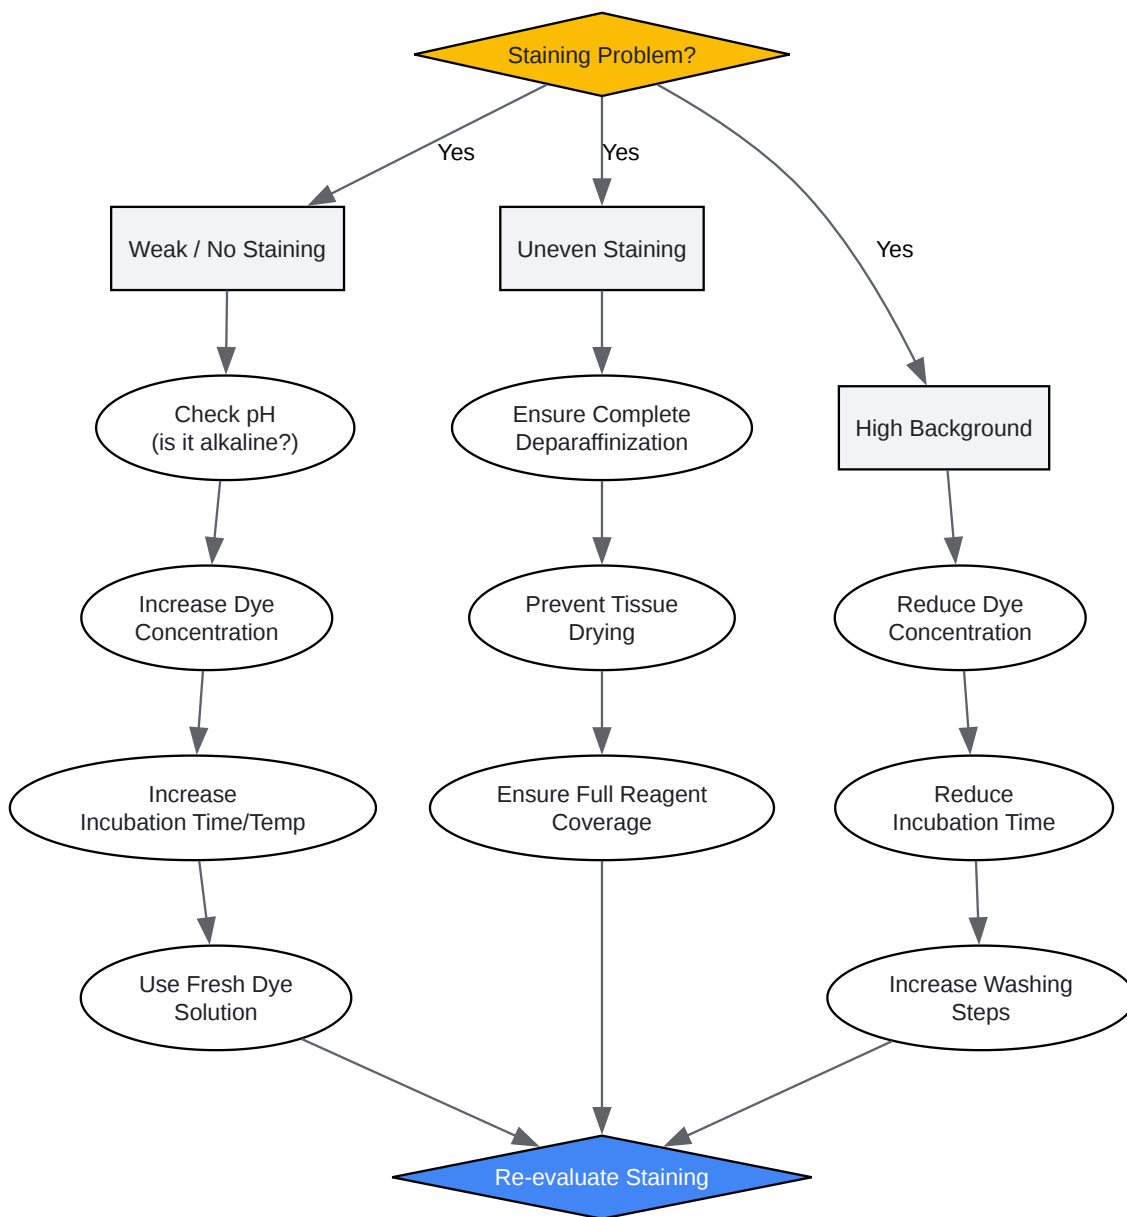 Staining Problem?
Yes
Yes
Yes
Weak / No Staining
Uneven Staining
High Background
Check pH
(is it alkaline?)
Ensure Complete
Deparaffinization
Increase Dye
Concentration
Prevent Tissue
Drying
Reduce Dye
Concentration
Increase
Incubation Time/Temp
Ensure Full Reagent
Coverage
Reduce
Incubation Time
Use Fresh Dye
Solution
Increase Washing
Steps
Re-evaluate Staining